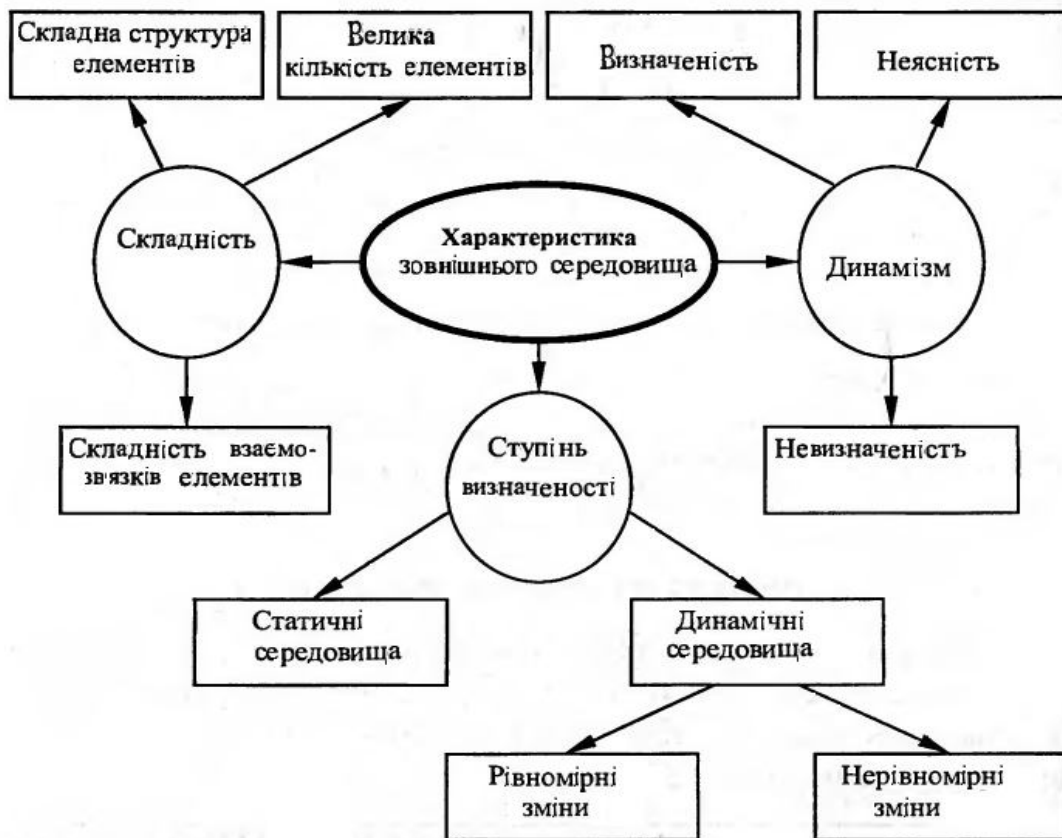 Складна структура
елементів
Велика
кількість елементів
Визначеність
Неясність
Складність
Характеристика
зовнішнього середовища
Динамізм
Складність взаємо-
зв'язків елементів
Ступінь
визначеності
Невизначеність
Статичні
середовища
Динамічні
середовища
Рівномірні
зміни
Нерівномірні
зміни